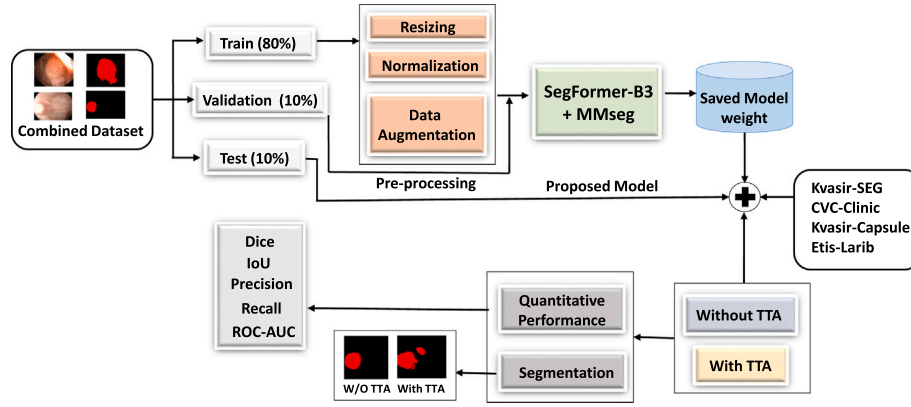 Combined Dataset
Train (80%)
Validation (10%)
Test (10%)
Resizing
Normalization
Data
Augmentation
Pre-processing
SegFormer-B3
+ MMseg
Proposed Model
Saved Model
weight
Kvasir-SEG
CVC-Clinic
Kvasir-Capsule
Etis-Larib
Without TTA
With TTA
Quantitative
Performance
Segmentation
W/O TTA
With TTA
Dice
IoU
Precision
Recall
ROC-AUC